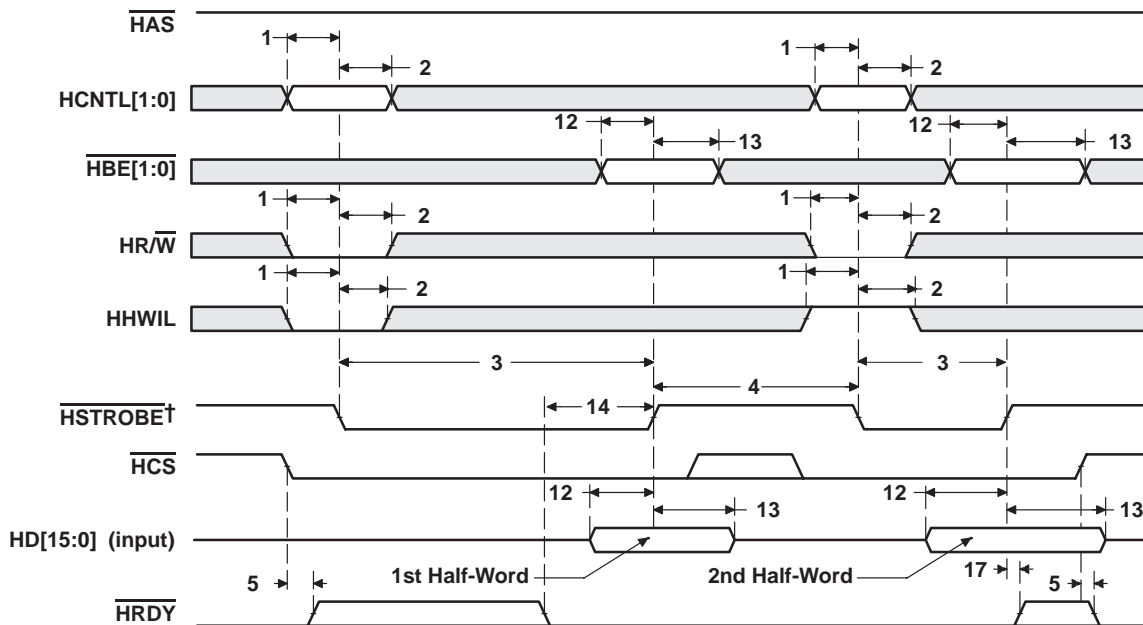 HAS
1
1
2
2
HCNTL[1:0]
12
12
13
13
HBE[1:0]
1
1
2
2
HR/W
1
1
2
2
HHWIL
3
3
4
14
HSTROBE†
HCS
12
12
13
13
HD[15:0] (input)
1st Half-Word
2nd Half-Word
5
17
5
HRDY